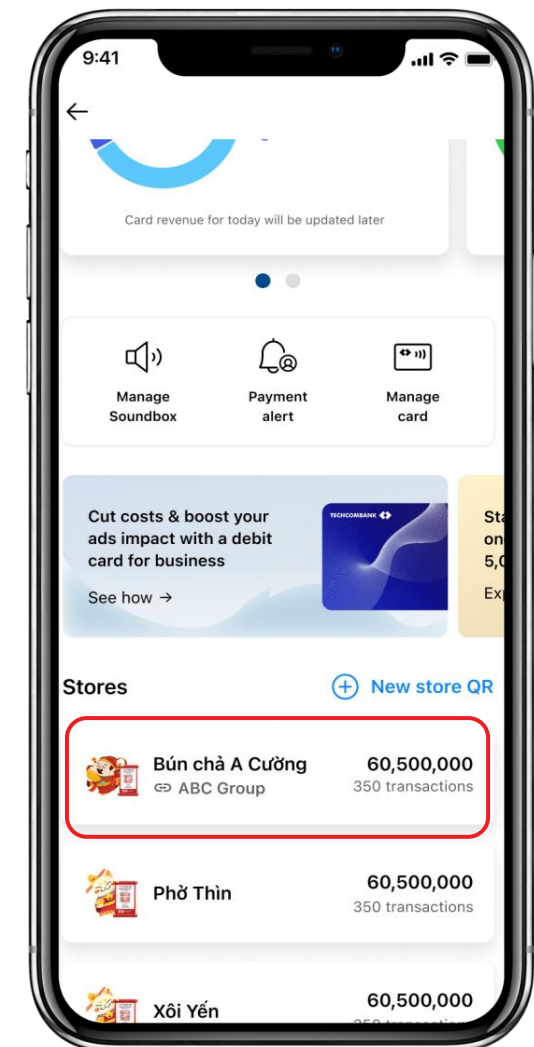 9:41
Card revenue for today will be updated later
Manage
Soundbox
Payment
alert
Manage
card
Cut costs & boost your
ads impact with a debit
card for business
See how →
TECHCOMBANK
Stores
New store QR
Bún chả A Cường
60,500,000
ABC Group
350 transactions
Phở Thìn
60,500,000
350 transactions
Xôi Yến
60,500,000